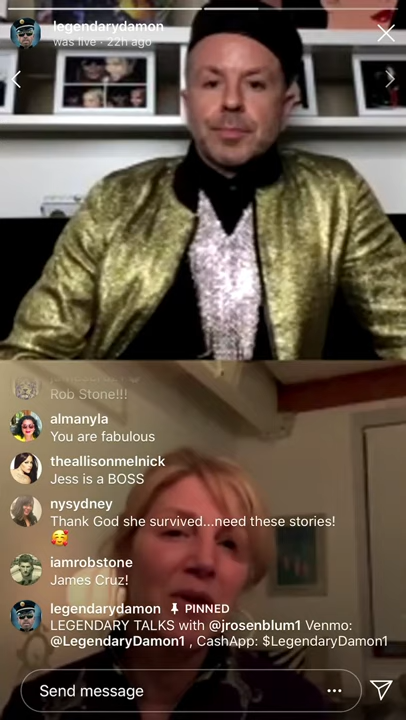 legendarydamon
was live · 22h ago
Rob Stone!!!
almanyla
You are fabulous
theallisonmelnick
Jess is a BOSS
nysydney
Thank God she survived...need these stories!
🥰
iamrobstone
James Cruz!
legendarydamon PINNED
LEGENDARY TALKS with @jrosenblum1 Venmo:
@LegendaryDamon1 , CashApp: $LegendaryDamon1
Send message